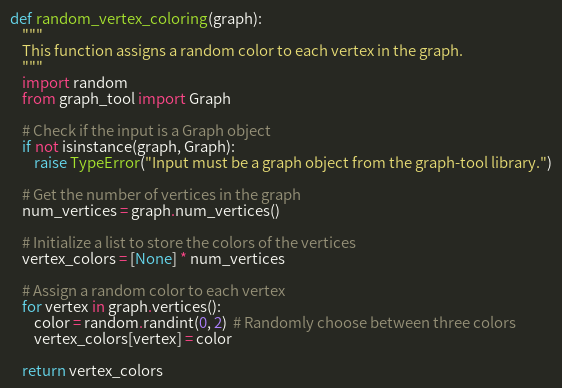 def random_vertex_coloring(graph):
    """
    This function assigns a random color to each vertex in the graph.
    """
    import random
    from graph_tool import Graph

    # Check if the input is a Graph object
    if not isinstance(graph, Graph):
        raise TypeError("Input must be a graph object from the graph-tool library.")

    # Get the number of vertices in the graph
    num_vertices = graph.num_vertices()

    # Initialize a list to store the colors of the vertices
    vertex_colors = [None] * num_vertices

    # Assign a random color to each vertex
    for vertex in graph.vertices():
        color = random.randint(0, 2)  # Randomly choose between three colors
        vertex_colors[vertex] = color

    return vertex_colors